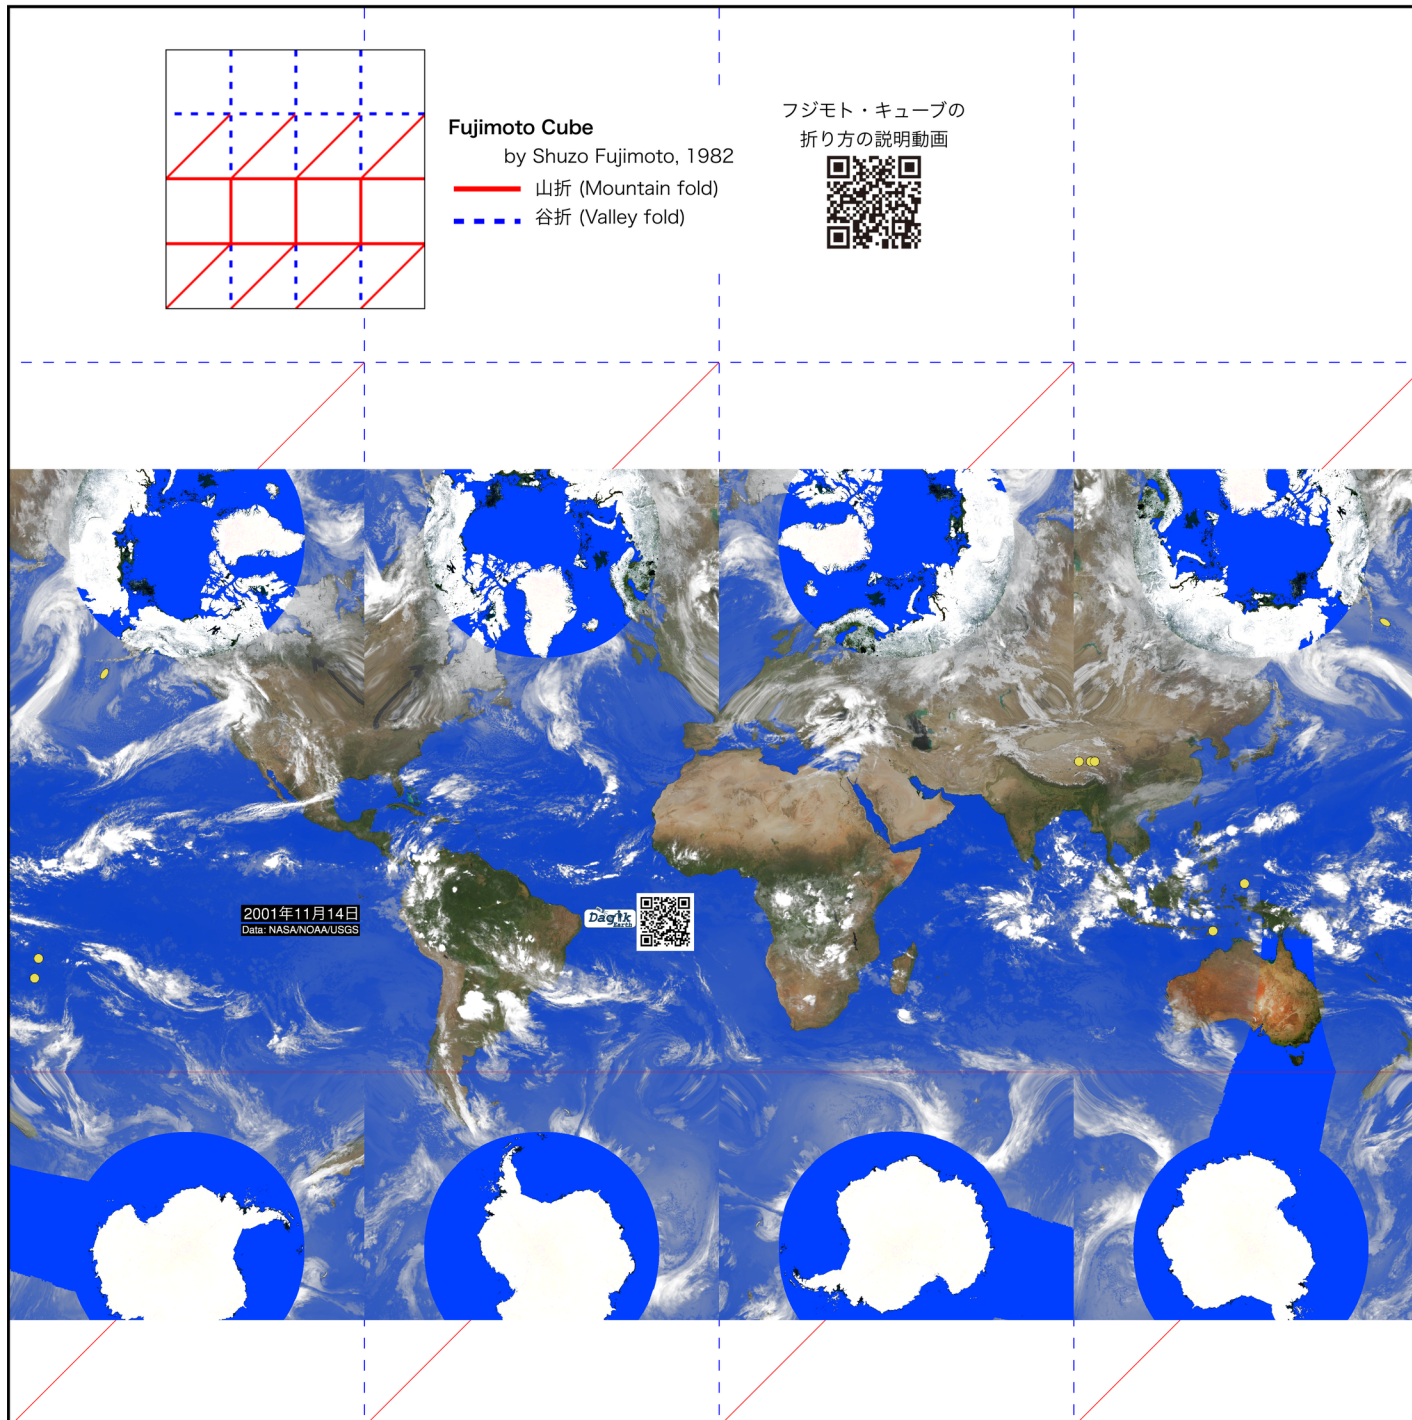 Fujimoto Cube
by Shuzo Fujimoto, 1982
山折 (Mountain fold)
谷折 (Valley fold)
フジモト・キューブの
折り方の説明動画
2001年11月14日
Data: NASA/NOAA/USGS
Dagik
Earth